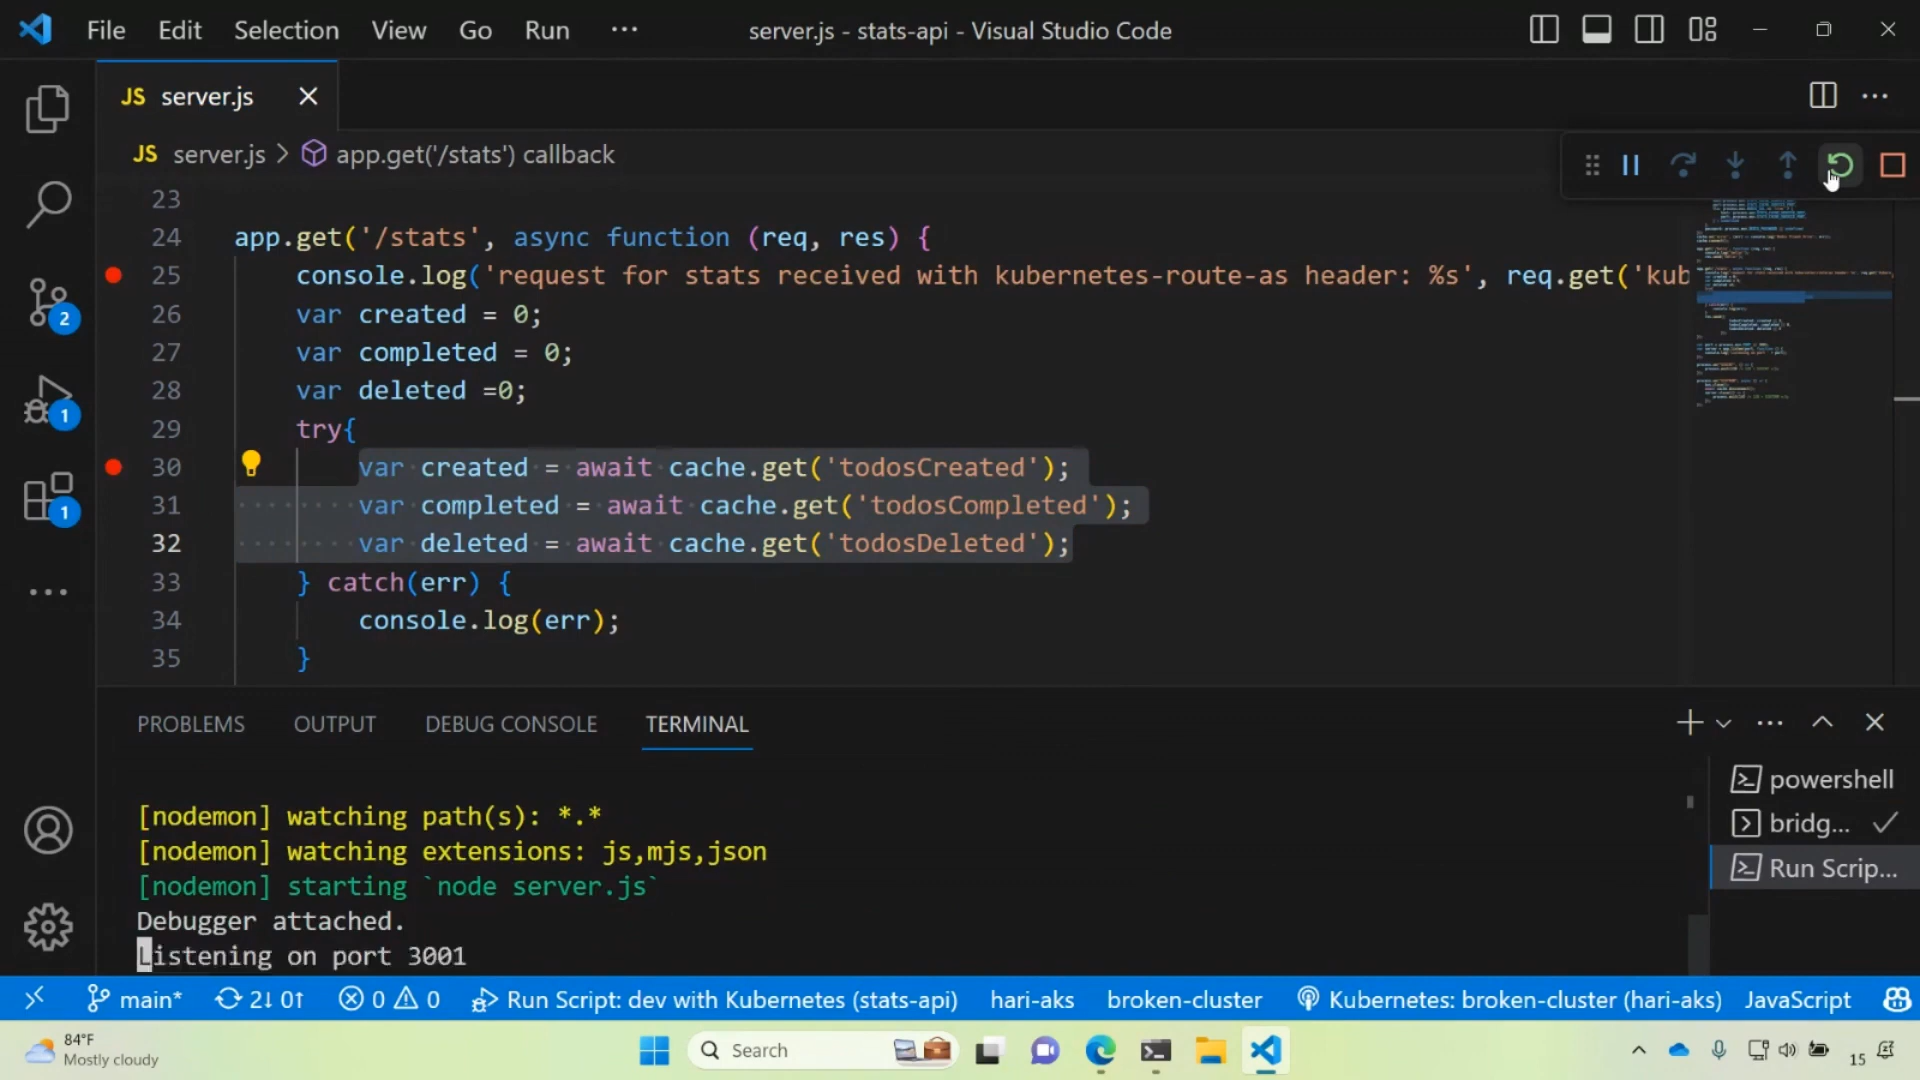 File Edit Selection View Go Run ··· server.js - stats-api - Visual Studio Code
JS server.js
JS server.js > app.get('/stats') callback
23
24 app.get('/stats', async function (req, res) {
25 console.log('request for stats received with kubernetes-route-as header: %s', req.get('kub
26 var created = 0;
27 var completed = 0;
28 var deleted =0;
29 try{
30 var created = await cache.get('todosCreated');
31 var completed = await cache.get('todosCompleted');
32 var deleted = await cache.get('todosDeleted');
33 } catch(err) {
34 console.log(err);
35 }
2
1
1
PROBLEMS OUTPUT DEBUG CONSOLE TERMINAL
[nodemon] watching path(s): *.*
[nodemon] watching extensions: js,mjs,json
[nodemon] starting `node server.js`
Debugger attached.
Listening on port 3001
powershell
bridg...
Run Scrip...
main* 2↓ 0↑ 0 0 Run Script: dev with Kubernetes (stats-api) hari-aks broken-cluster Kubernetes: broken-cluster (hari-aks) JavaScript
84°F
Mostly cloudy
Search
15